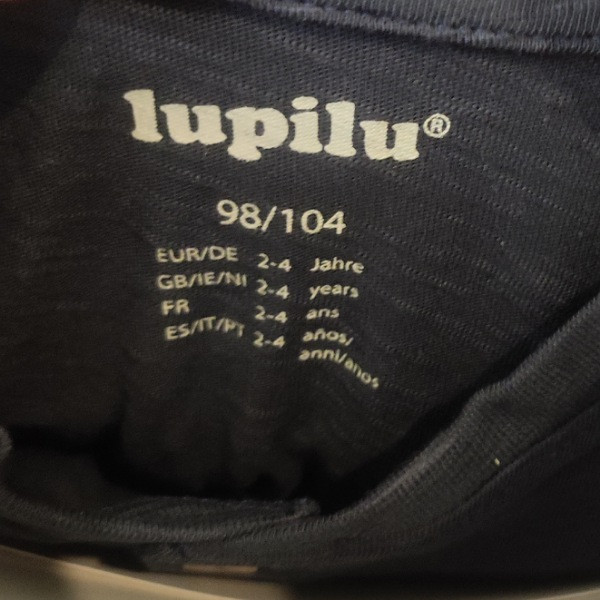 lupilu®
98/104
EUR/DE 2-4 Jahre
GB/IE/NI 2-4 years
FR 2-4 ans
ES/IT/PT 2-4 años/
anni/anos